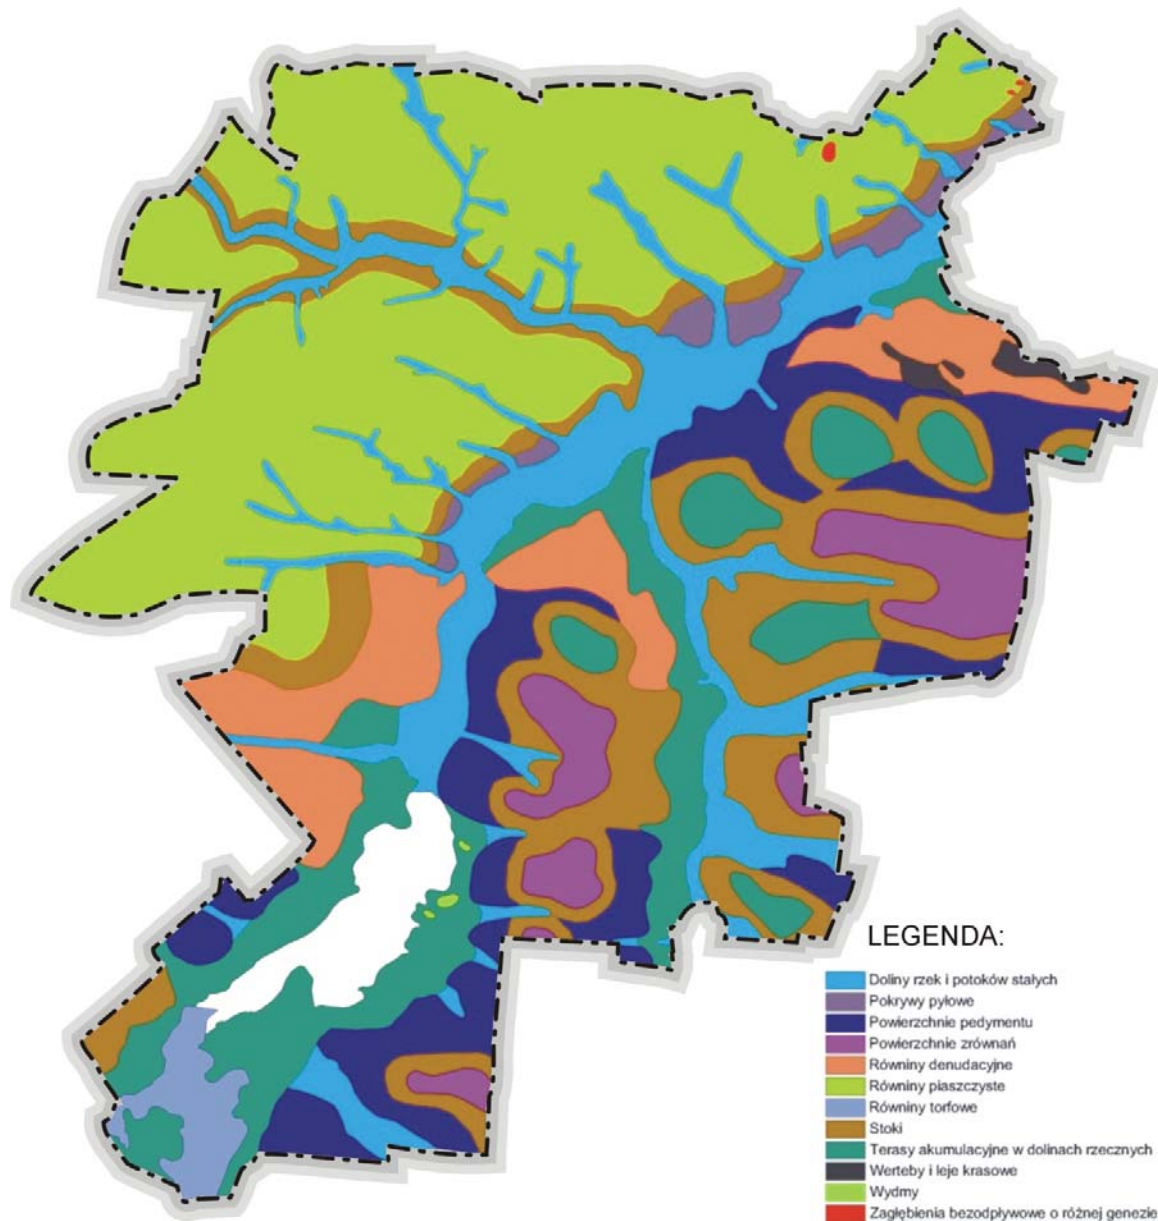 LEGENDA:
Doliny rzek i potoków stałych
Pokrywy pyłowe
Powierzchnie pedymentu
Powierzchnie zrównań
Równiny denudacyjne
Równiny piaszczyste
Równiny torfowe
Stoki
Terasy akumulacyjne w dolinach rzecznych
Werteby i leje krasowe
Wydmy
Zagłębienia bezodpływowe o różnej genezie